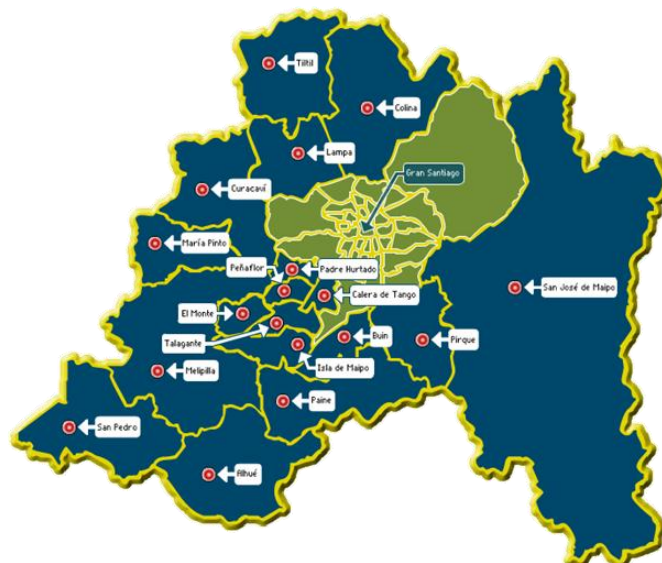 Tiltil
Colina
Lampa
Gran Santiago
Curacaví
María Pinto
Peñaflor
Padre Hurtado
San José de Maipo
Calera de Tango
El Monte
Buin
Pirque
Talagante
Isla de Maipo
Melipilla
Paine
San Pedro
Alhué